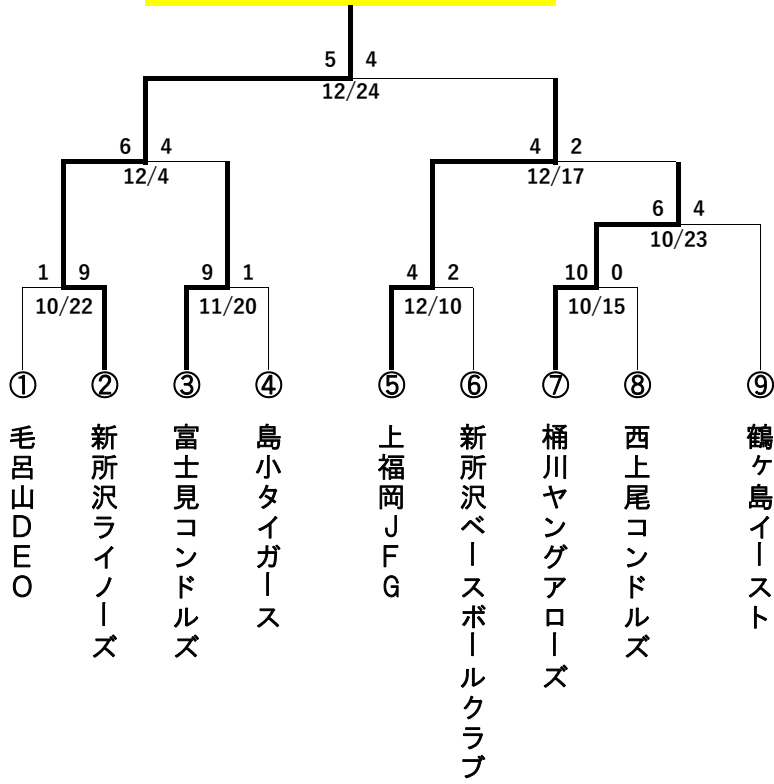 5 4
12/24
6 4
12/4
4 2
12/17
6 4
10/23
1 9
10/22
9 1
11/20
4 2
12/10
10 0
10/15
①
②
③
④
⑤
⑥
⑦
⑧
⑨
毛呂山DEO
新所沢ライノーズ
富士見コンドルズ
島小タイガース
上福岡JFG
新所沢ベースボールクラブ
桶川ヤングアローズ
西上尾コンドルズ
鶴ヶ島イースト